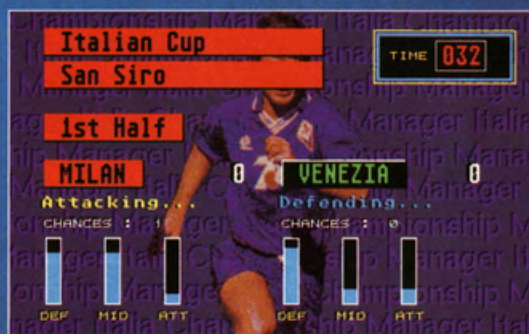 Italian Cup
San Siro
TIME 032
1st Half
MILAN 0 VENEZIA 0
Attacking... Defending...
CHANCES : 1 CHANCES : 0
DEF MID ATT DEF MID ATT